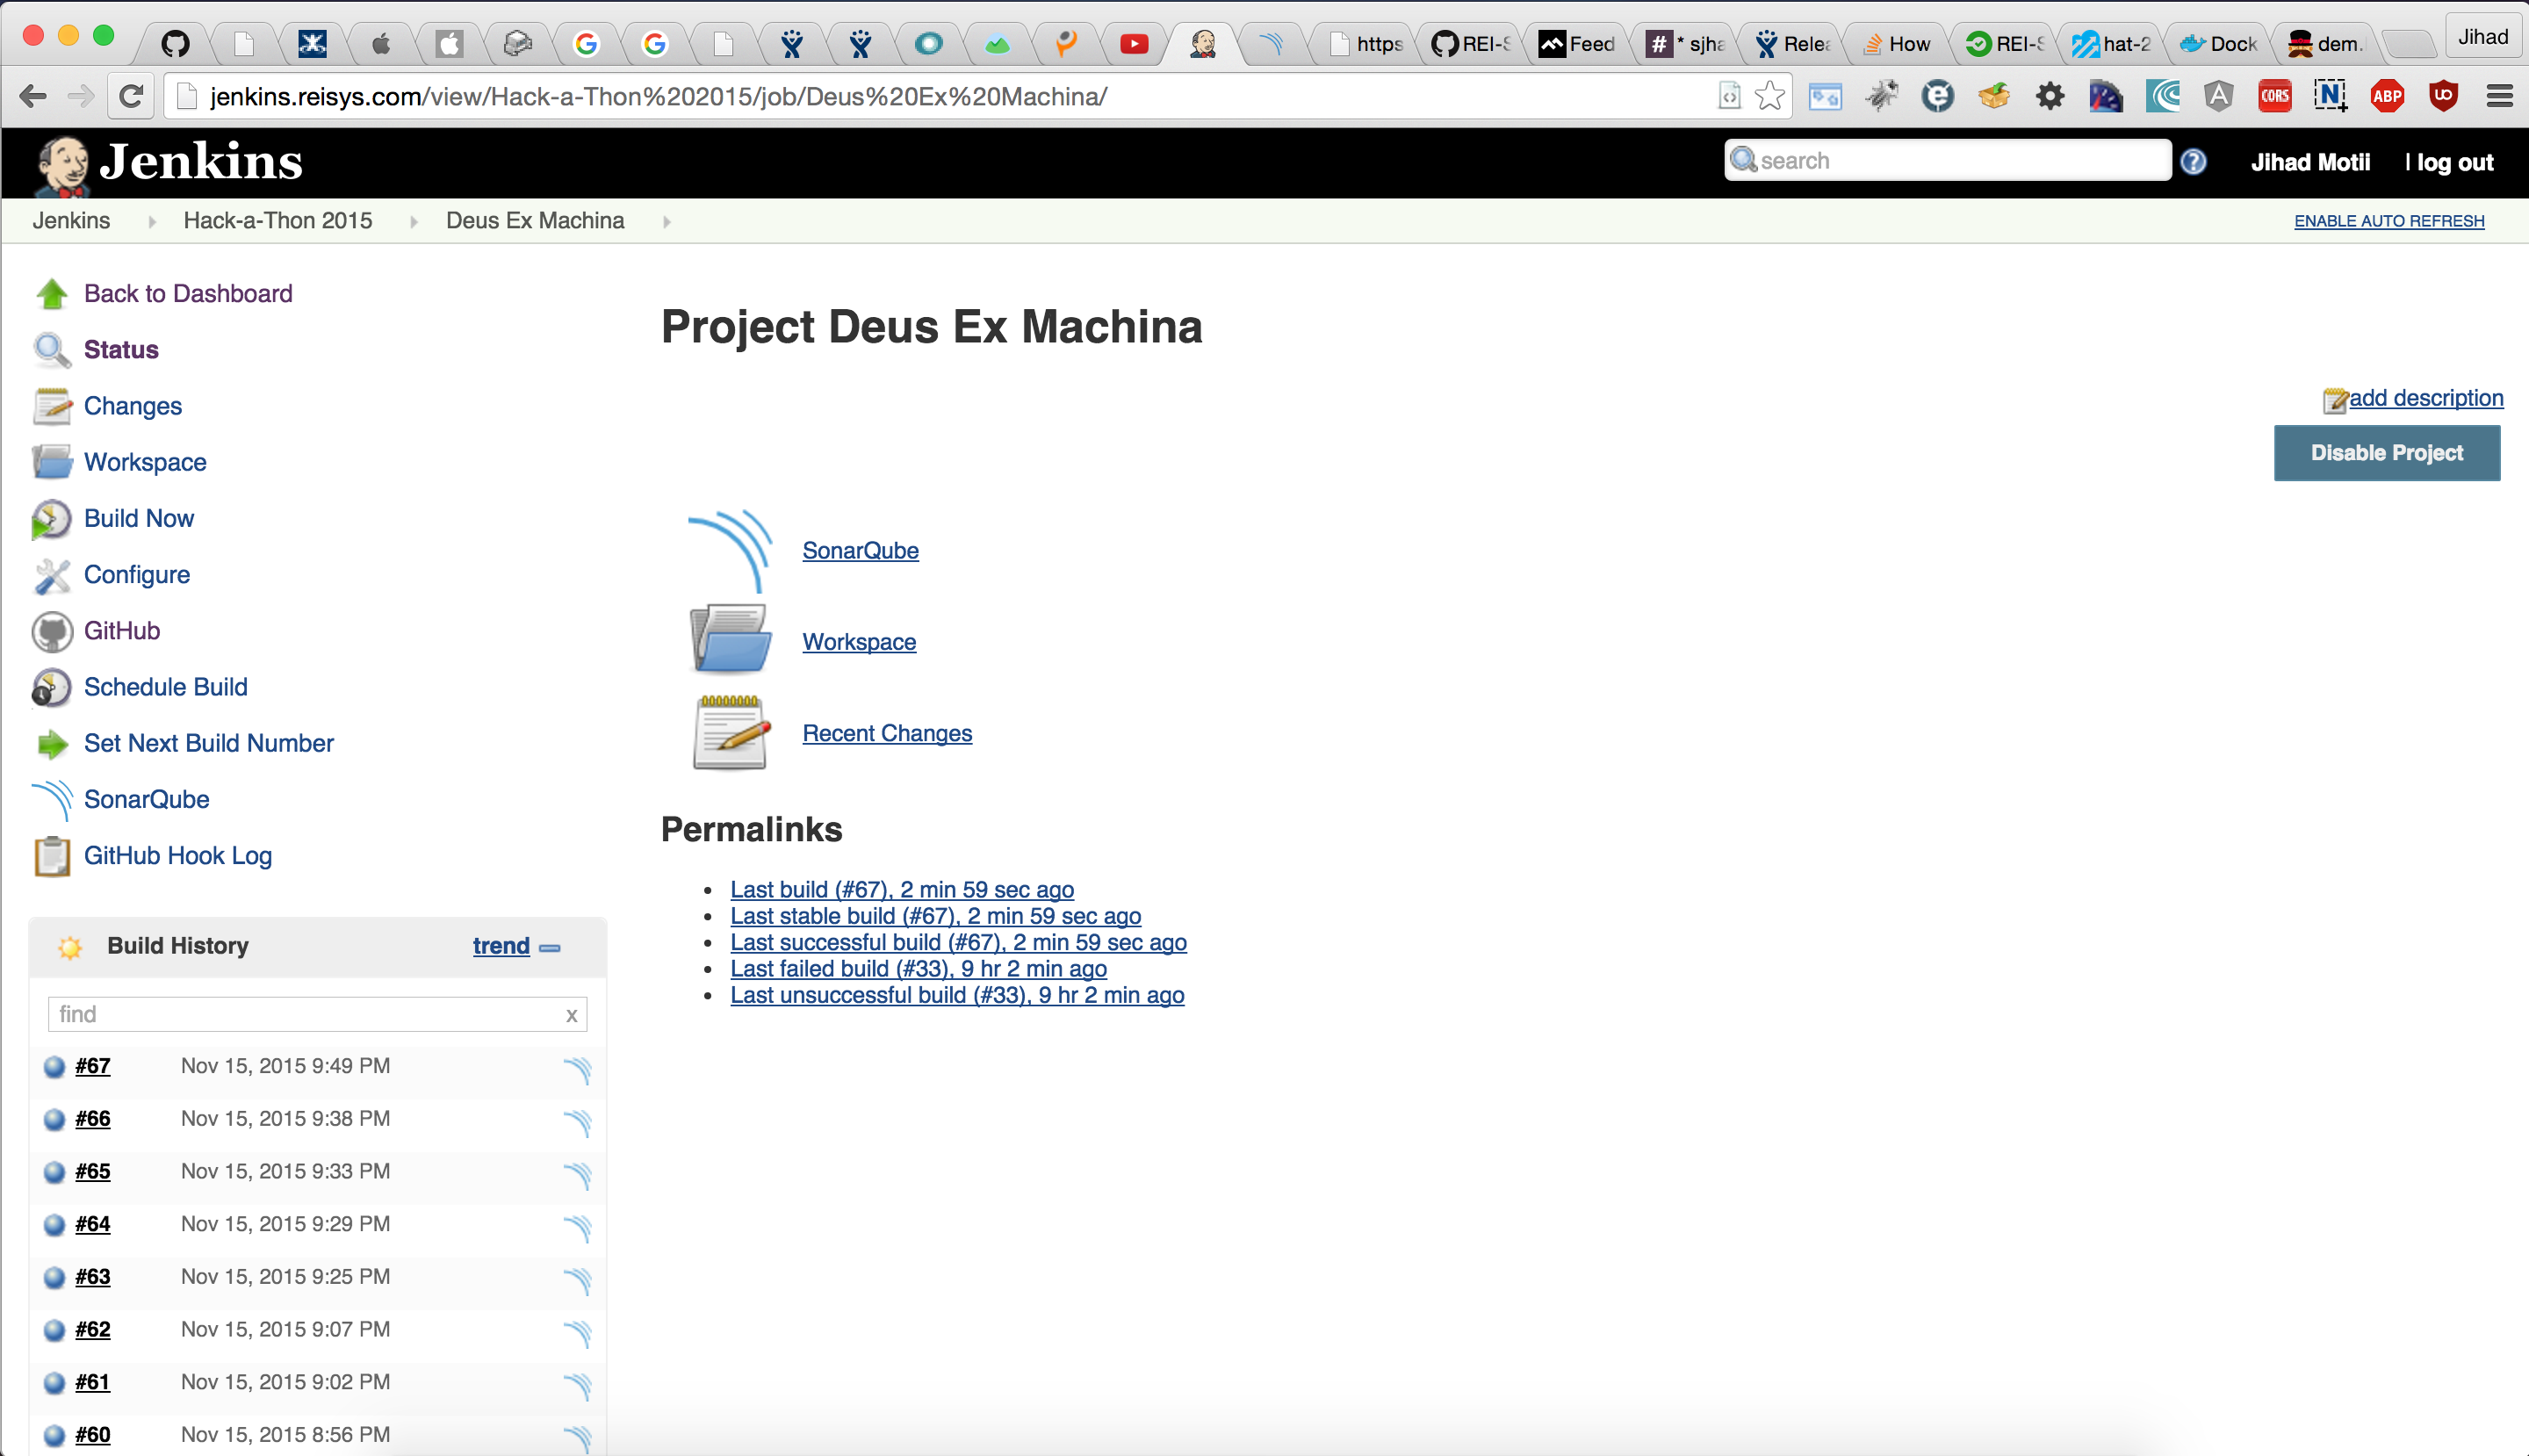 https
REI-S
Feed
# * sjha
Relea
How
REI-S
hat-2
Dock
dem.
Jihad
jenkins.reisys.com/view/Hack-a-Thon%202015/job/Deus%20Ex%20Machina/
CORS
N
ABP
Jenkins
search
?
Jihad Motii
| log out
Jenkins
Hack-a-Thon 2015
Deus Ex Machina
ENABLE AUTO REFRESH
Back to Dashboard
Status
Changes
Workspace
Build Now
Configure
GitHub
Schedule Build
Set Next Build Number
SonarQube
GitHub Hook Log
Project Deus Ex Machina
add description
Disable Project
SonarQube
Workspace
Recent Changes
Permalinks
Last build (#67), 2 min 59 sec ago
Last stable build (#67), 2 min 59 sec ago
Last successful build (#67), 2 min 59 sec ago
Last failed build (#33), 9 hr 2 min ago
Last unsuccessful build (#33), 9 hr 2 min ago
Build History
trend
find
x
#67 Nov 15, 2015 9:49 PM
#66 Nov 15, 2015 9:38 PM
#65 Nov 15, 2015 9:33 PM
#64 Nov 15, 2015 9:29 PM
#63 Nov 15, 2015 9:25 PM
#62 Nov 15, 2015 9:07 PM
#61 Nov 15, 2015 9:02 PM
#60 Nov 15, 2015 8:56 PM